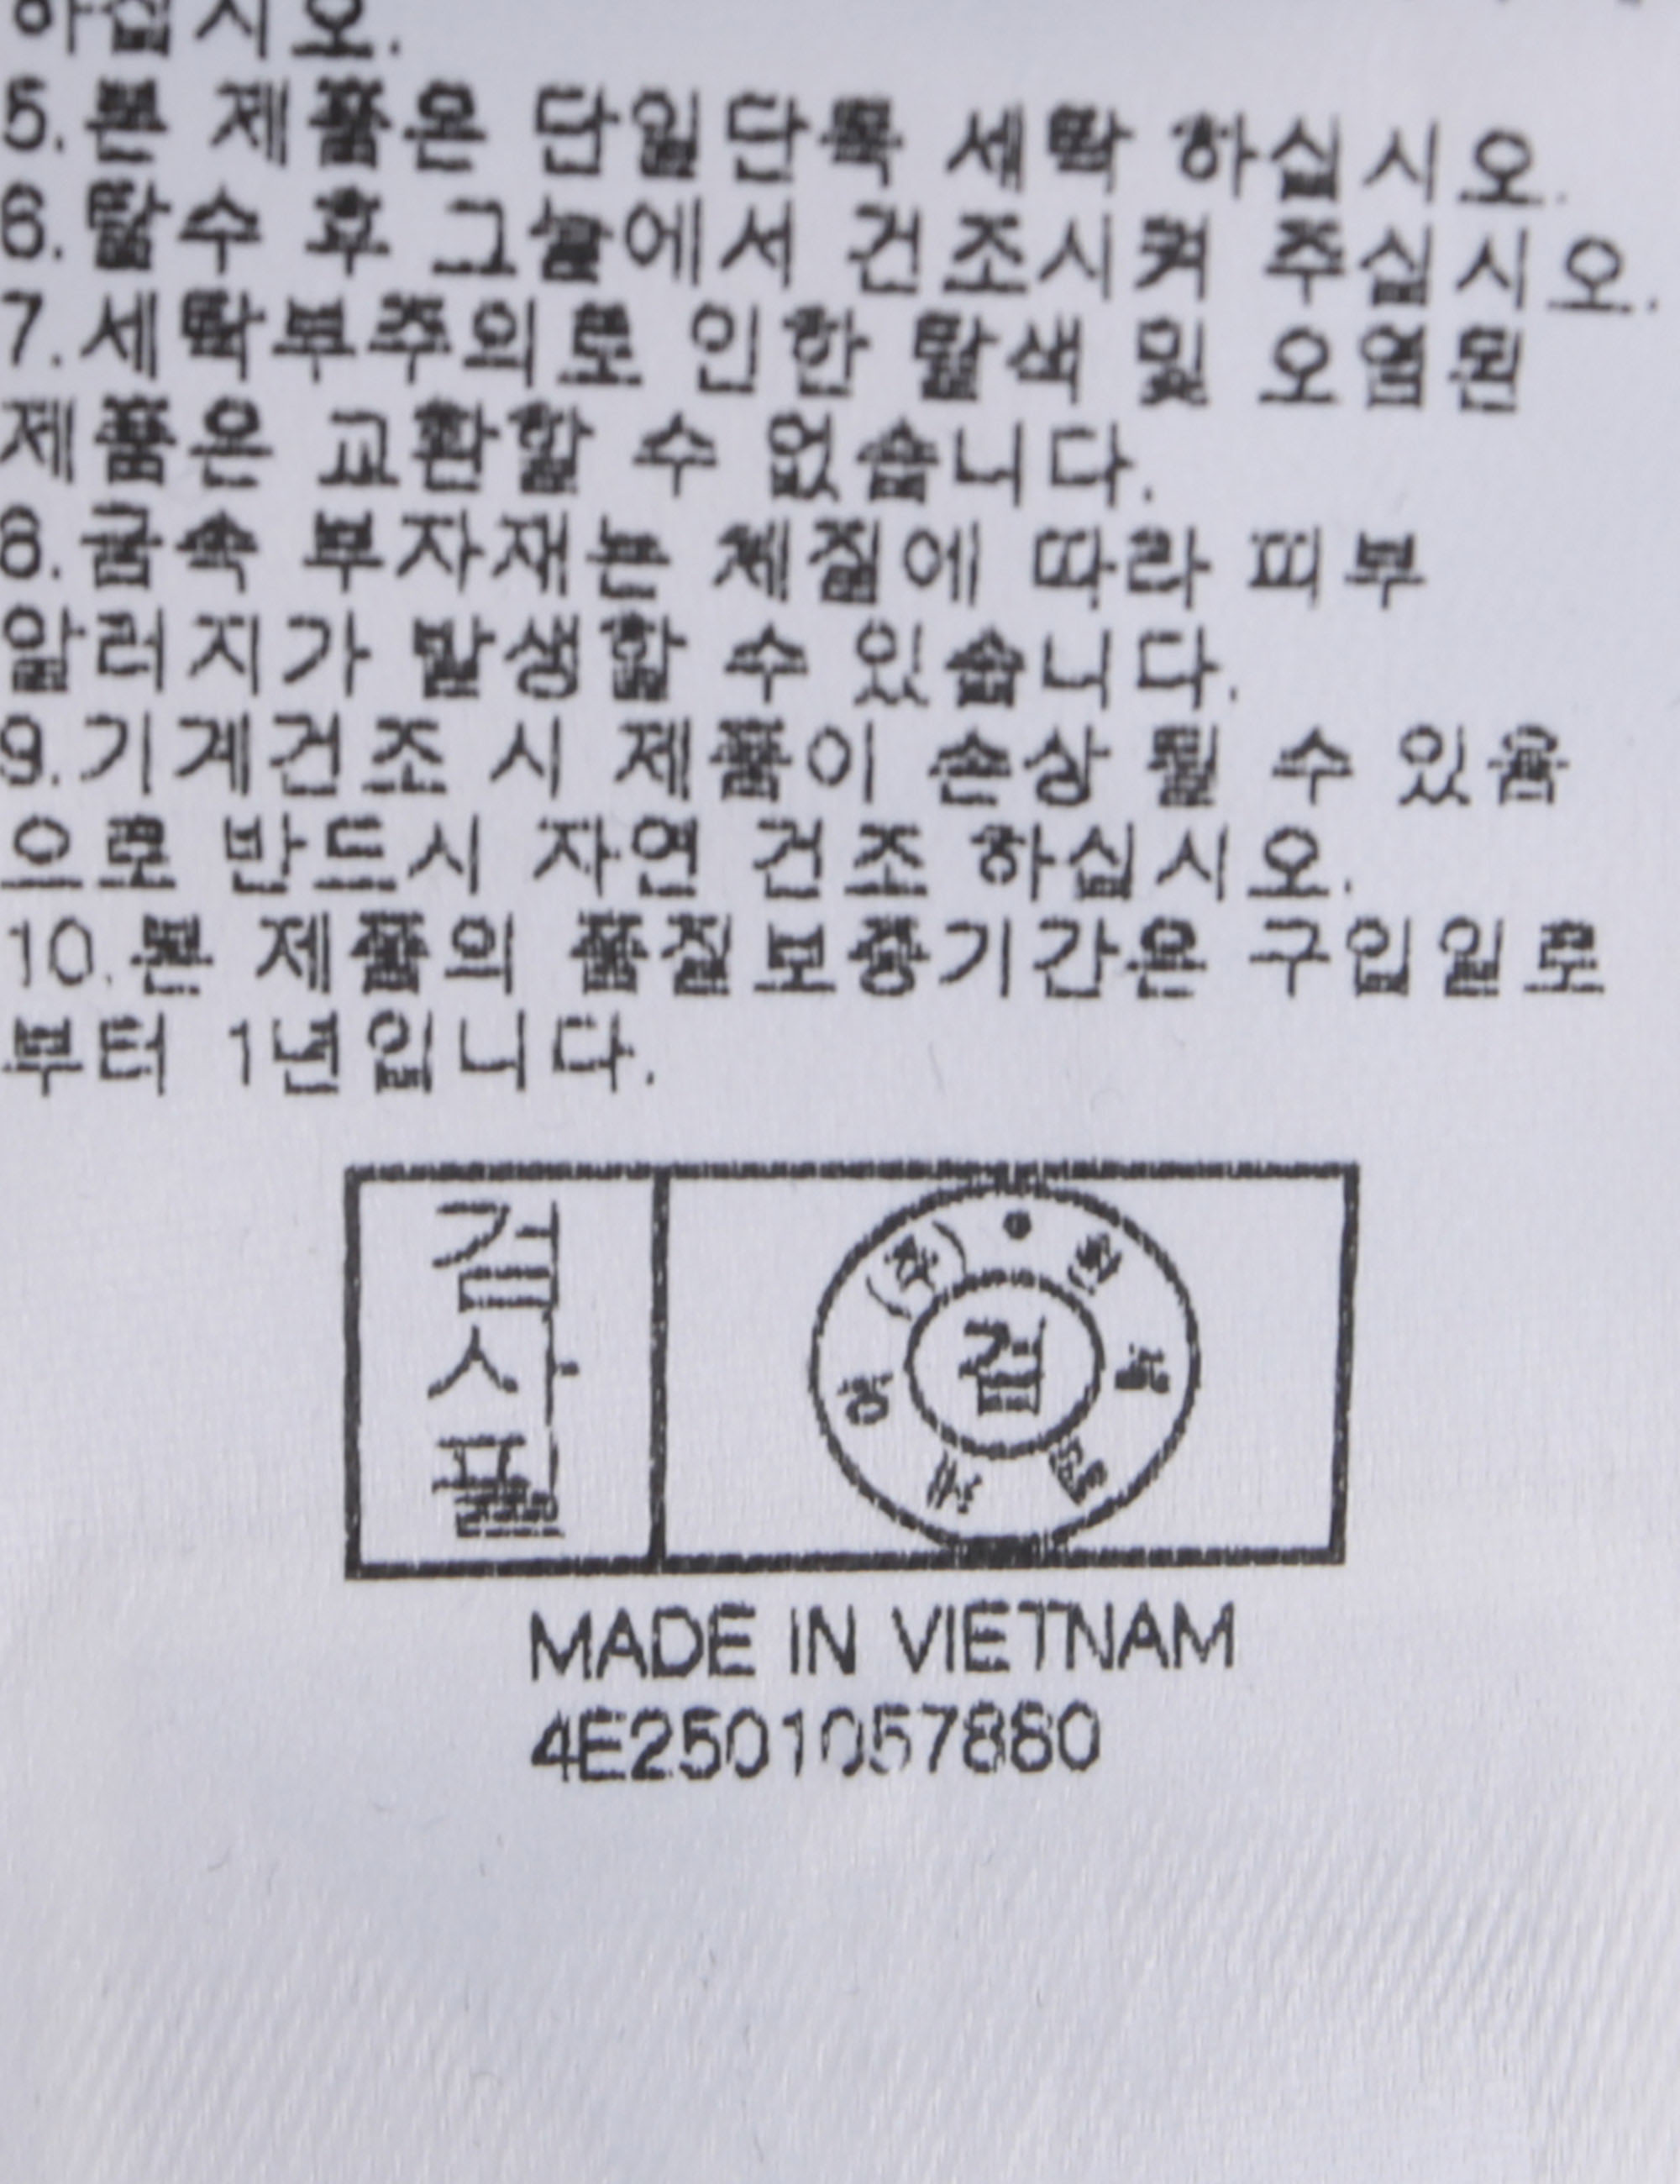 하십시오.
5.본 제품은 단일단독 세탁 하십시오.
6.탈수 후 그늘에서 건조시켜 주십시오.
7.세탁부주의로 인한 탈색 및 오염된
제품은 교환할 수 없습니다.
8.금속 부자재는 체질에 따라 피부
알러지가 발생할 수 있습니다.
9.기계건조 시 제품이 손상 될 수 있음
으로 반드시 자연 건조 하십시오.
10.본 제품의 품질보증기간은 구입일로
부터 1년입니다.
검사필
(주)
검
MADE IN VIETNAM
4E2501057880